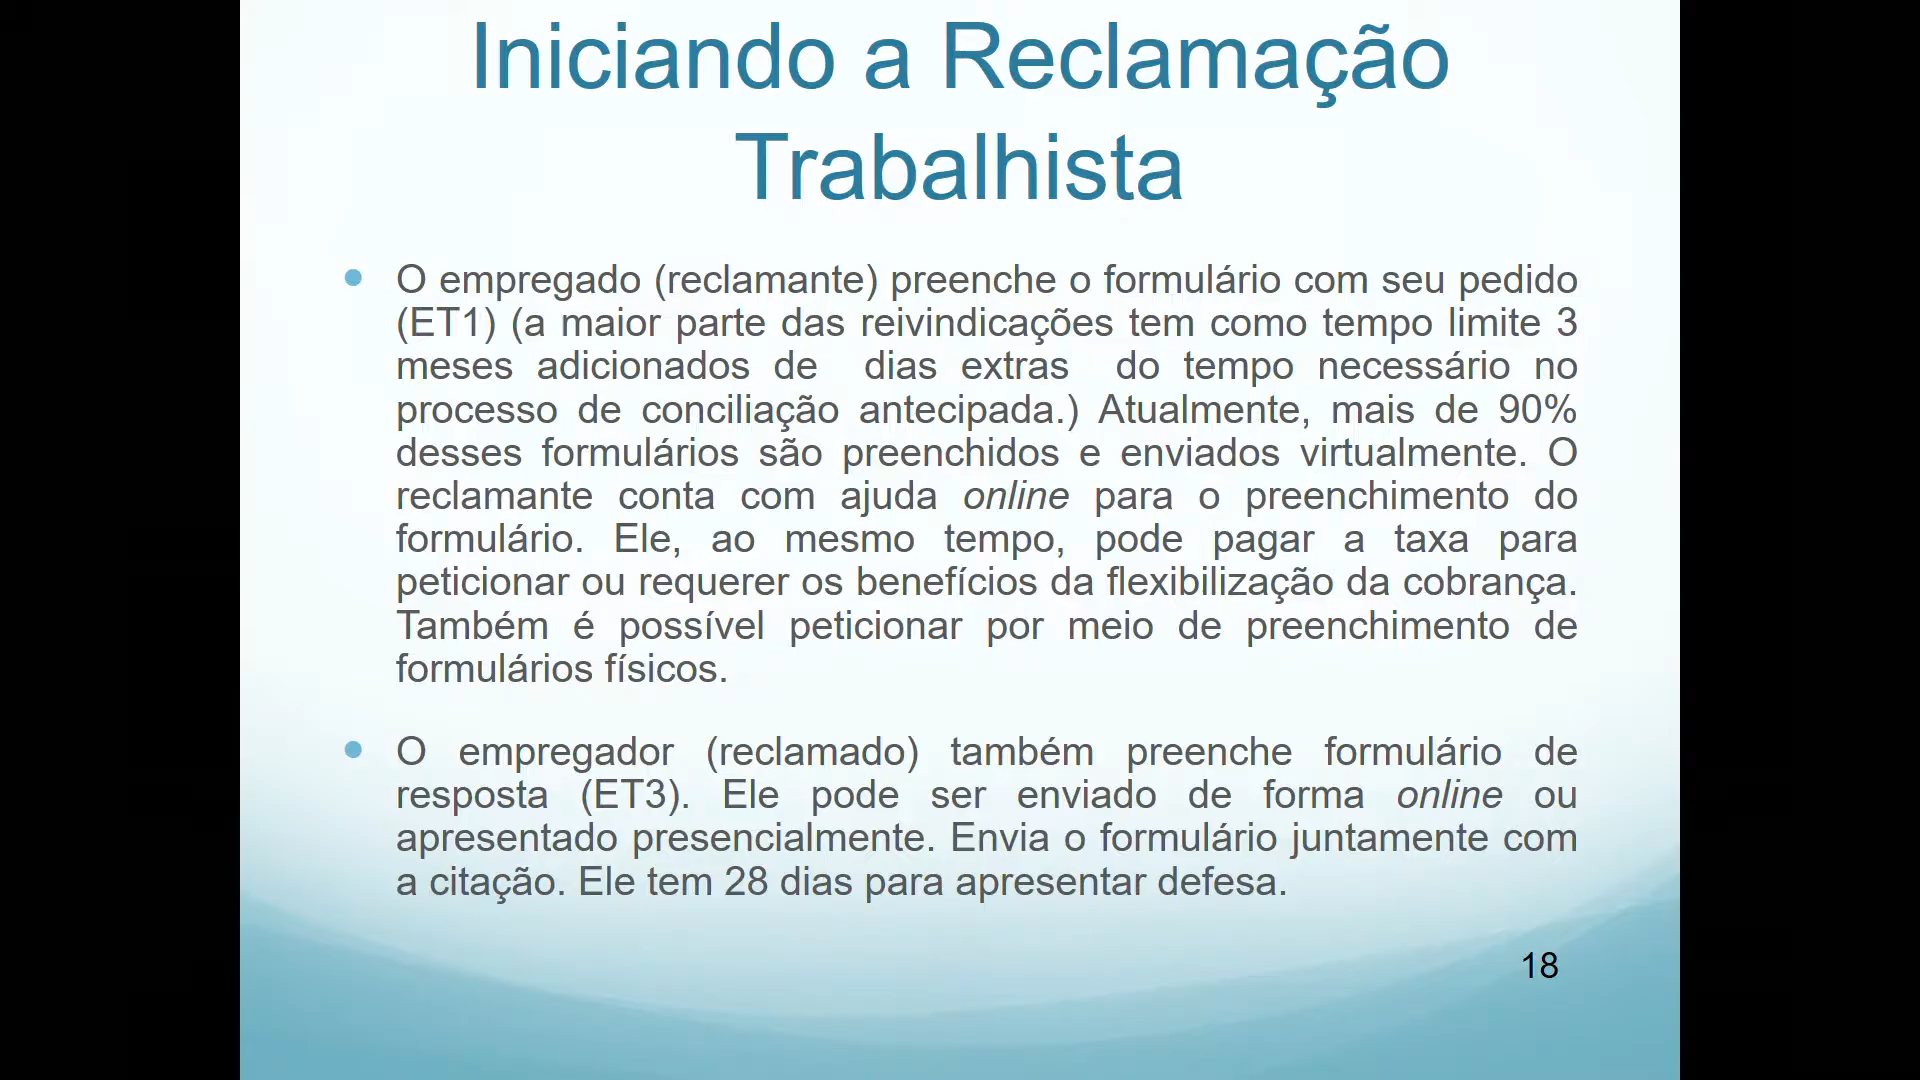 Iniciando a Reclamação
Trabalhista
• O empregado (reclamante) preenche o formulário com seu pedido
(ET1) (a maior parte das reivindicações tem como tempo limite 3
meses adicionados de dias extras do tempo necessário no
processo de conciliação antecipada.) Atualmente, mais de 90%
desses formulários são preenchidos e enviados virtualmente. O
reclamante conta com ajuda online para o preenchimento do
formulário. Ele, ao mesmo tempo, pode pagar a taxa para
peticionar ou requerer os benefícios da flexibilização da cobrança.
Também é possível peticionar por meio de preenchimento de
formulários físicos.
• O empregador (reclamado) também preenche formulário de
resposta (ET3). Ele pode ser enviado de forma online ou
apresentado presencialmente. Envia o formulário juntamente com
a citação. Ele tem 28 dias para apresentar defesa.
18